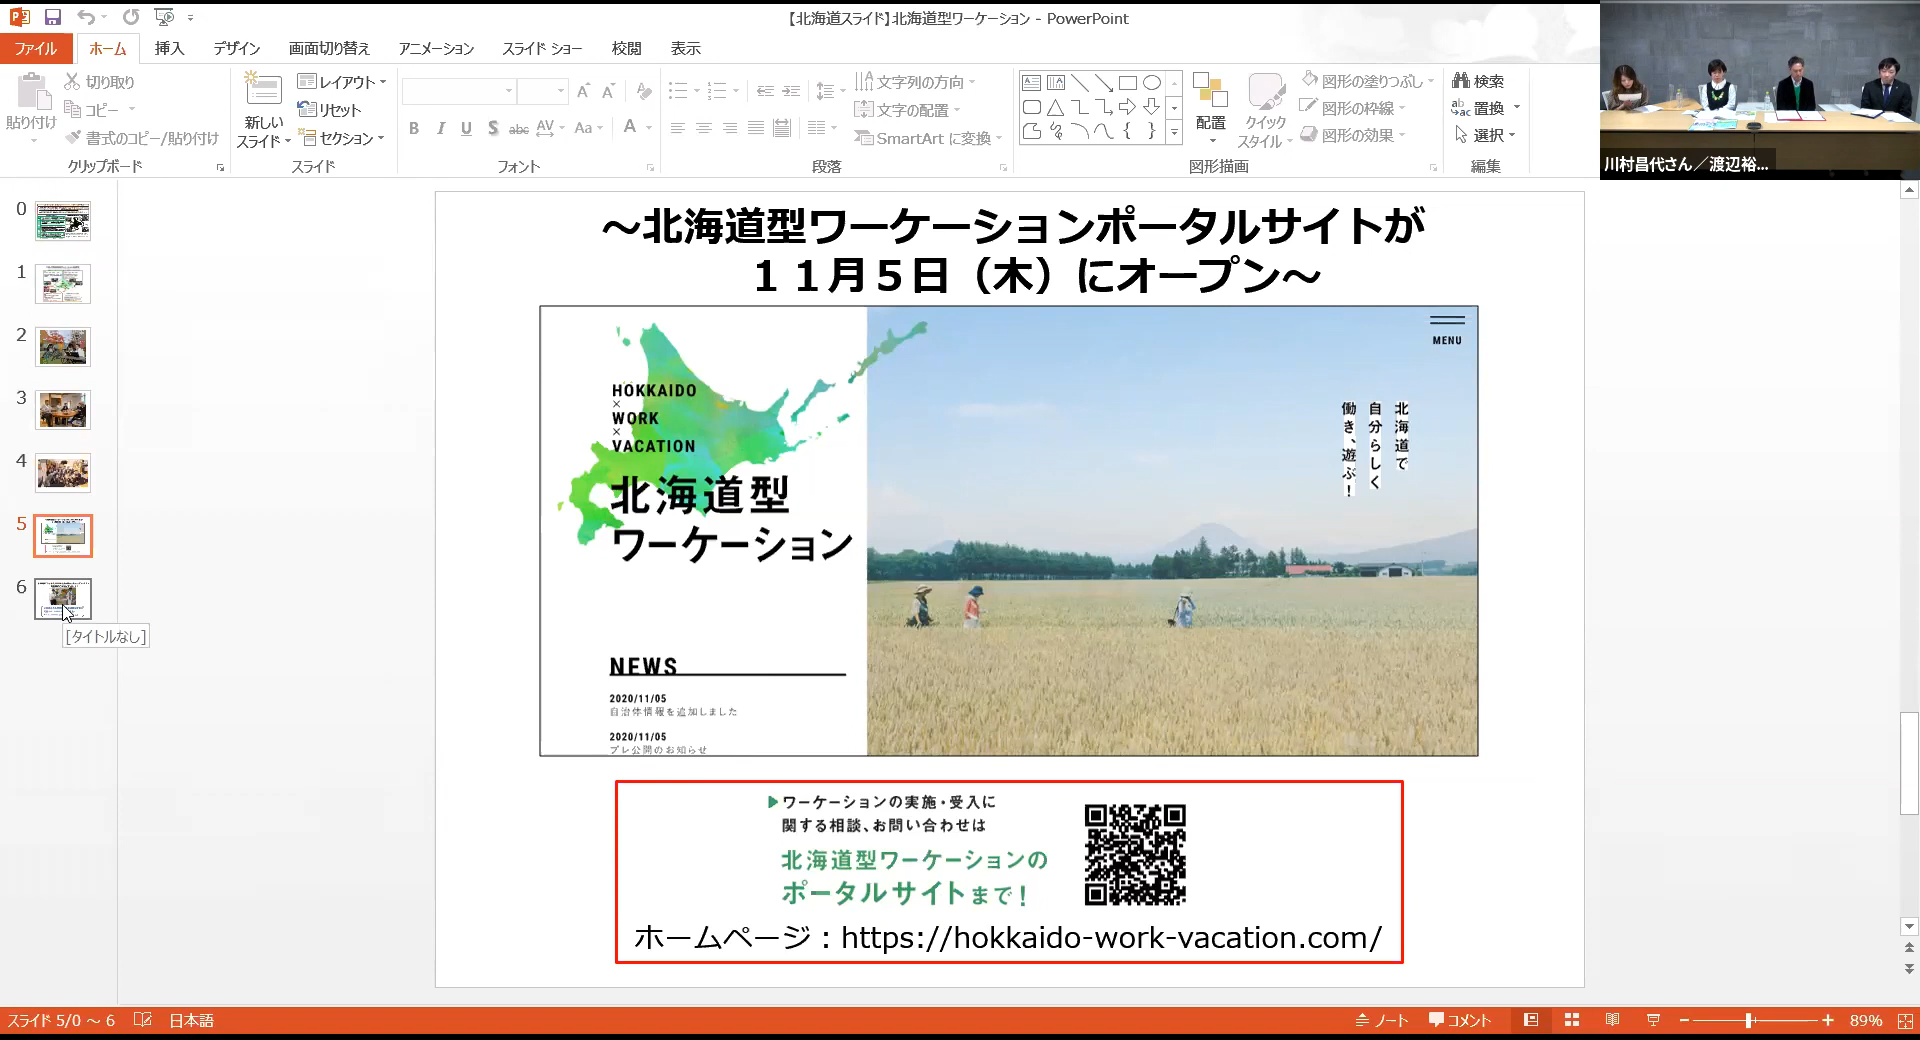 【北海道スライド】北海道型ワーケーション - PowerPoint
ファイル ホーム 挿入 デザイン 画面切り替え アニメーション スライド ショー 校閲 表示
貼り付け
切り取り
コピー
書式のコピー/貼り付け
クリップボード
新しい
スライド
レイアウト
リセット
セクション
スライド
B I U S abc AV Aa A
フォント
文字列の方向
文字の配置
SmartArt に変換
段落
配置
クイック
スタイル
図形の塗りつぶし
図形の枠線
図形の効果
図形描画
検索
置換
選択
編集
川村昌代さん／渡辺裕...
0
1
2
3
4
5
6
[タイトルなし]
～北海道型ワーケーションポータルサイトが
１１月５日（木）にオープン～
HOKKAIDO
×
WORK
×
VACATION
北海道型
ワーケーション
MENU
北海道で
自分らしく
働き、遊ぶ！
NEWS
2020/11/05
自治体情報を追加しました
2020/11/05
プレ公開のお知らせ
▶ワーケーションの実施・受入に
関する相談、お問い合わせは
北海道型ワーケーションの
ポータルサイトまで！
ホームページ：https://hokkaido-work-vacation.com/
スライド 5/0 ～ 6 日本語 ノート コメント 89%